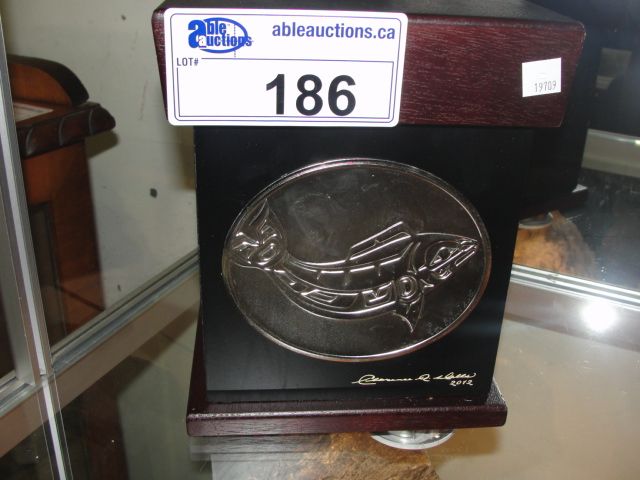 able
auctions
ableauctions.ca
LOT#
186
19709
2012